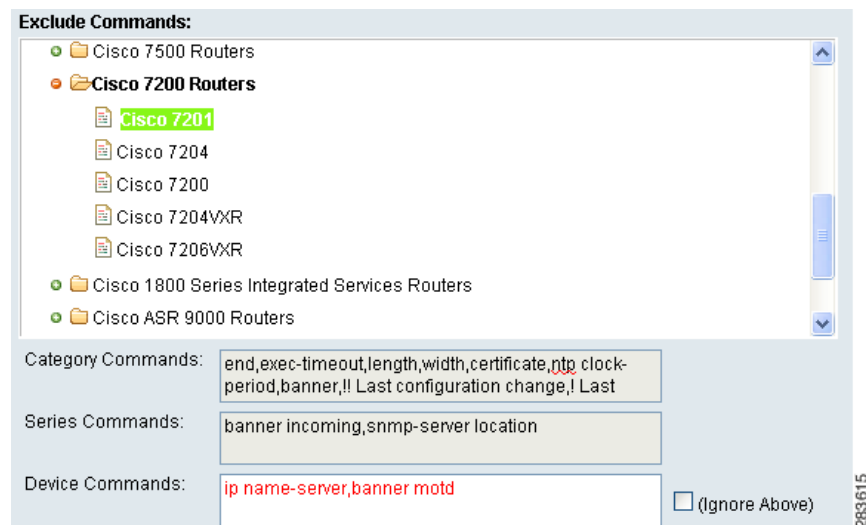 Exclude Commands:
Cisco 7500 Routers
Cisco 7200 Routers
Cisco 7201
Cisco 7204
Cisco 7200
Cisco 7204VXR
Cisco 7206VXR
Cisco 1800 Series Integrated Services Routers
Cisco ASR 9000 Routers
Category Commands:
end,exec-timeout,length,width,certificate,ntp clock-
period,banner,!! Last configuration change,! Last
Series Commands:
banner incoming,snmp-server location
Device Commands:
ip name-server,banner motd
(Ignore Above)
283615